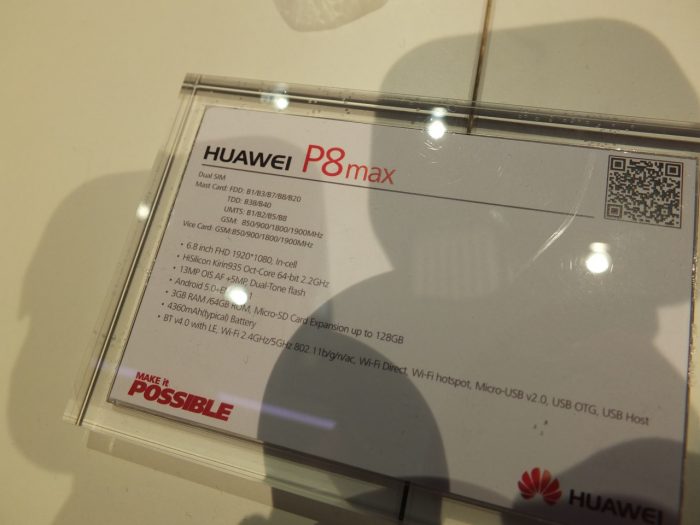 HUAWEI P8max
Dual SIM
Mast Card: FDD: B1/B3/B7/B8/B20
TDD: B38/B40
UMTS: B1/B2/B5/B8
GSM: 850/900/1800/1900MHz
Vice Card: GSM:850/900/1800/1900MHz
• 6.8 inch FHD 1920*1080, In-cell
• HiSilicon Kirin935 Oct-Core 64-bit 2.2GHz
• 13MP OIS AF +5MP, Dual-Tone flash
• Android 5.0
• 3GB RAM /64GB ROM, Micro-SD Card Expansion up to 128GB
• 4360mAh(typical) Battery
• BT v4.0 with LE, Wi-Fi 2.4GHz/5GHz 802.11b/g/n/ac, Wi-Fi Direct, Wi-Fi hotspot, Micro-USB v2.0, USB OTG, USB Host
MAKE it
POSSIBLE
HUAWEI